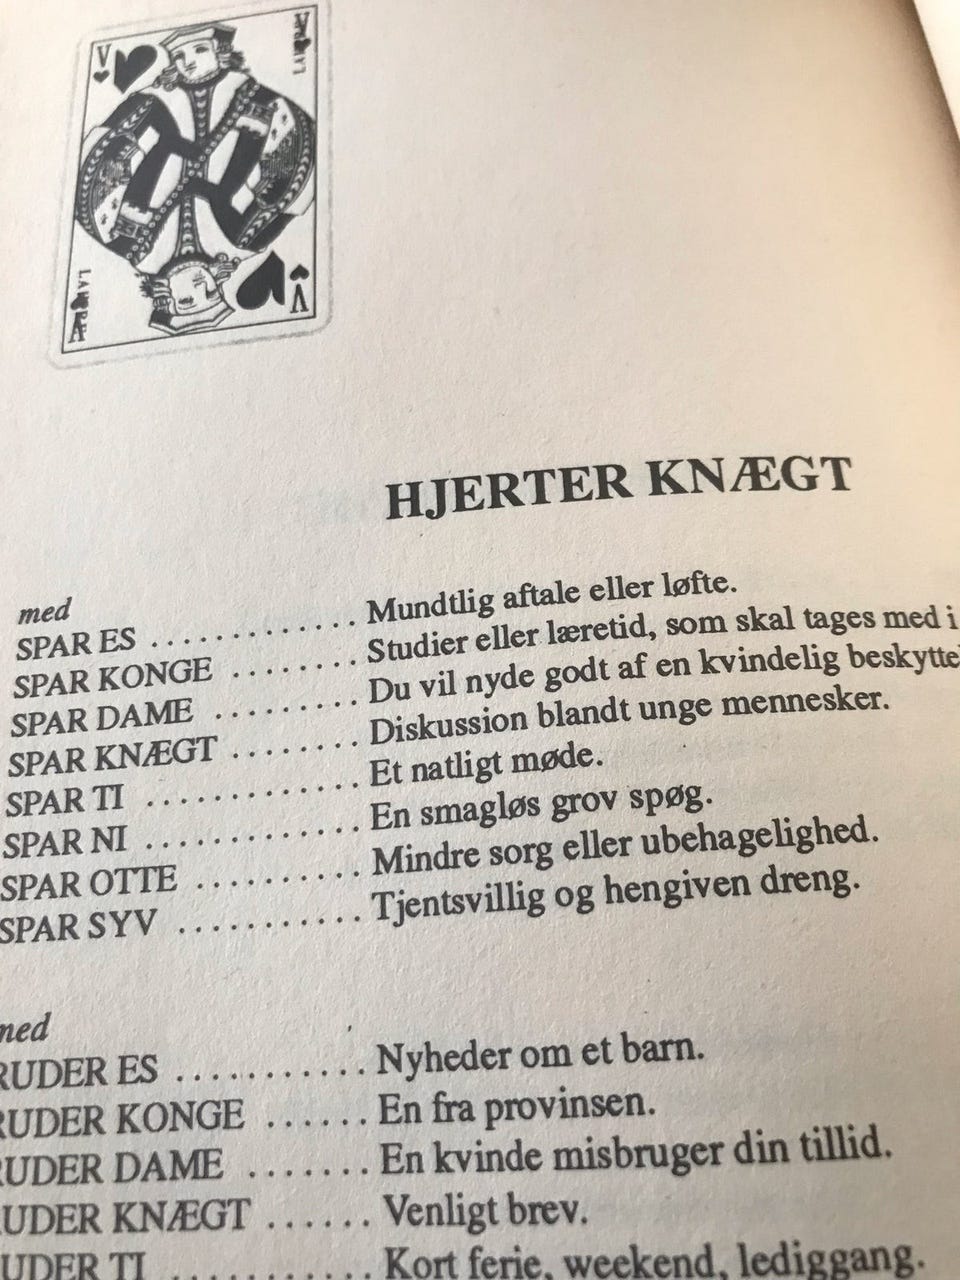 V
HJERTER KNÆGT
med
SPAR ES ............. Mundtlig aftale eller løfte.
SPAR KONGE ........ Studier eller læretid, som skal tages med i
SPAR DAME ......... Du vil nyde godt af en kvindelig
SPAR KNÆGT ........ Diskussion blandt unge mennesker.
SPAR TI ............. Et natligt møde.
SPAR NI ............. En smagløs grov spøg.
SPAR OTTE .......... Mindre sorg eller ubehagelighed.
SPAR SYV ........... Tjentsvillig og hengiven dreng.
med
RUDER ES ........... Nyheder om et barn.
RUDER KONGE ...... En fra provinsen.
RUDER DAME ....... En kvinde misbruger din tillid.
RUDER KNÆGT ...... Venligt brev.
RUDER TI ............ Kort ferie, weekend, lediggang.